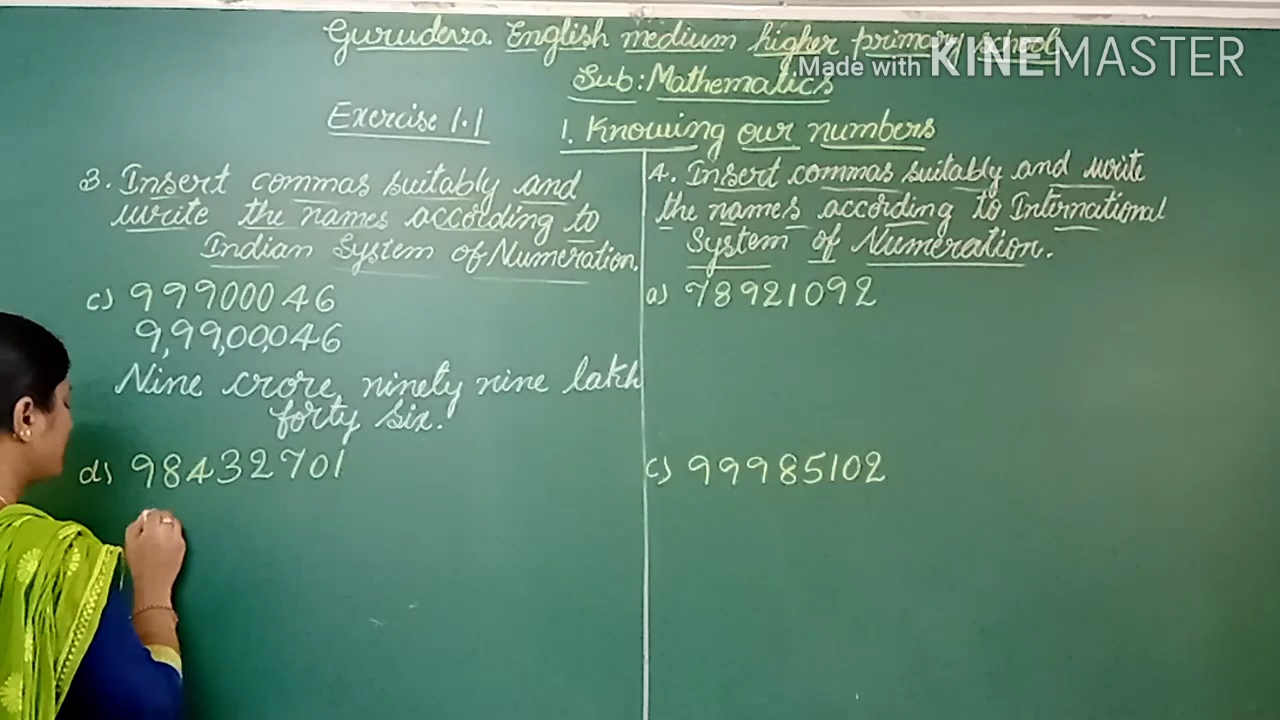 Gurudeva English medium higher primary school
Made with KINEMASTER
Sub: Mathematics
Exercise 1.1
1. Knowing our numbers
3. Insert commas suitably and
write the names according to
Indian System of Numeration.
c) 99900046
9,99,00,046
Nine crore, ninety nine lakh
forty six.
d) 98432701
4. Insert commas suitably and write
the names according to International
System of Numeration.
a) 78921092
c) 99985102